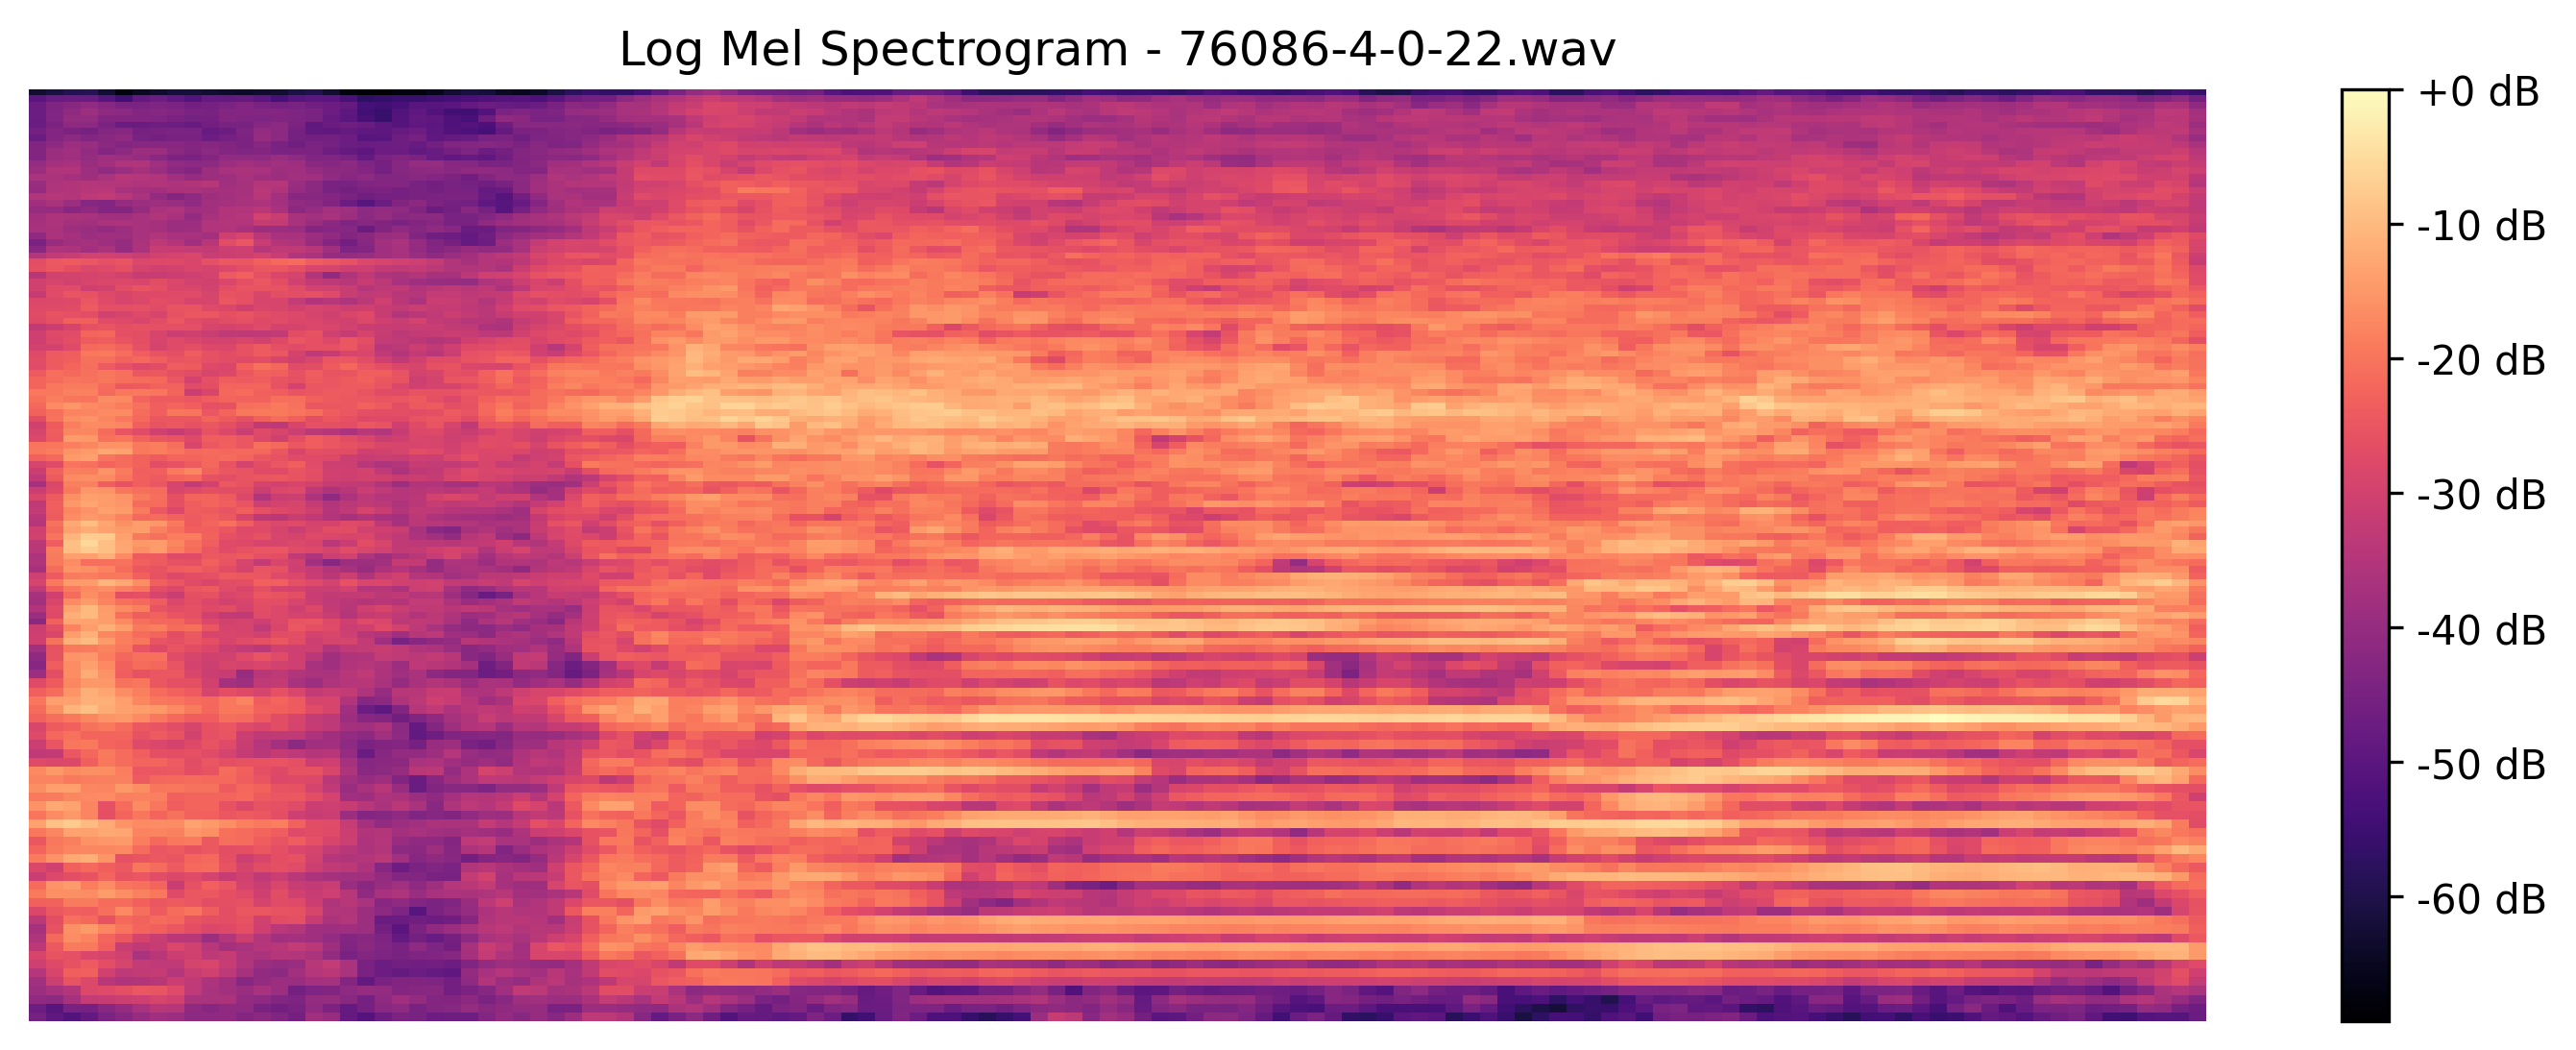 Log Mel Spectrogram - 76086-4-0-22.wav
+0 dB
-10 dB
-20 dB
-30 dB
-40 dB
-50 dB
-60 dB